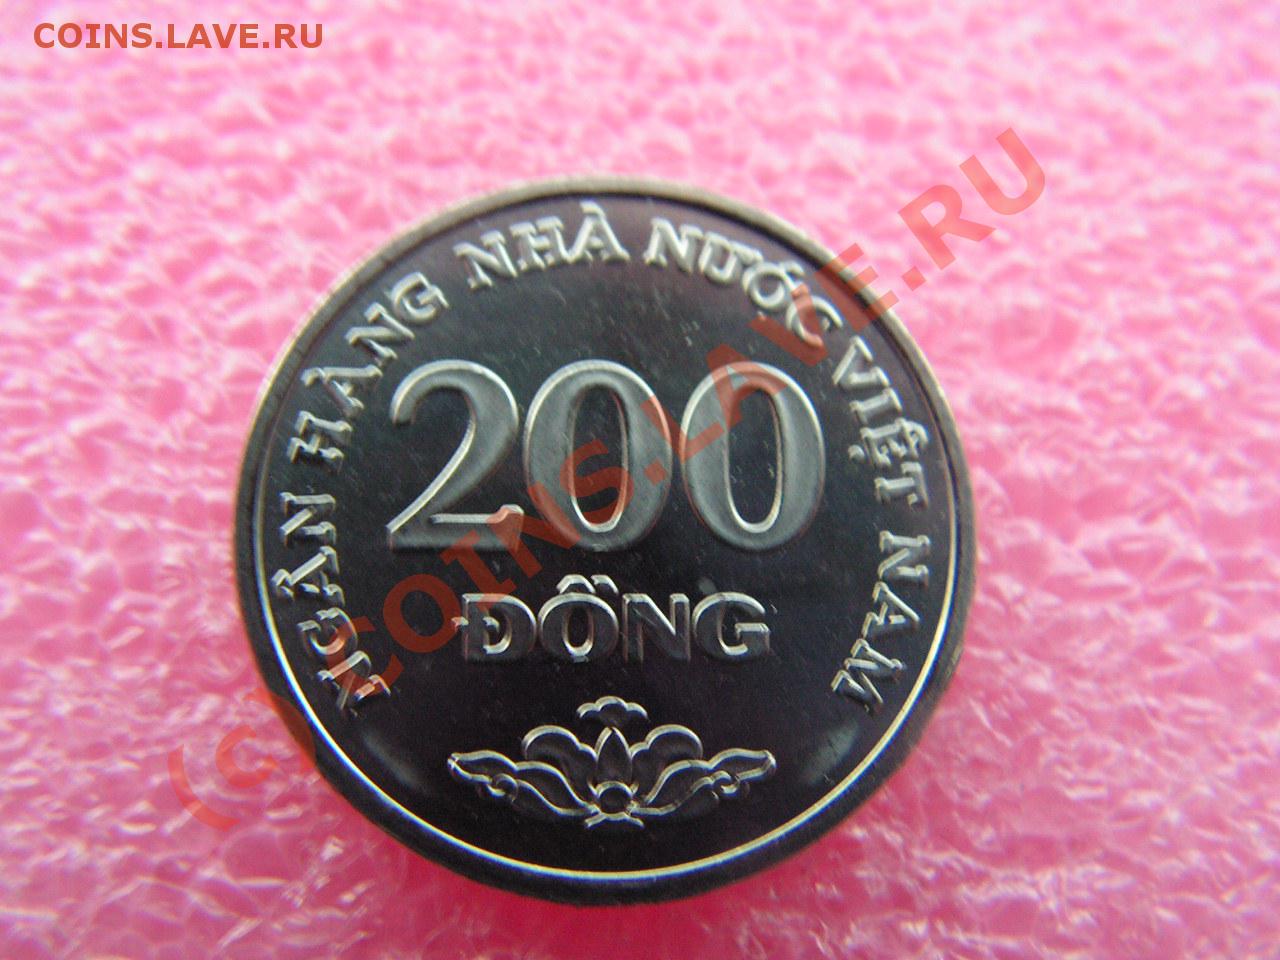 COINS.LAVE.RU
NGÂN HÀNG NHÀ NƯỚC VIỆT NAM
200
ĐỒNG
(c) COINS.LAVE.RU